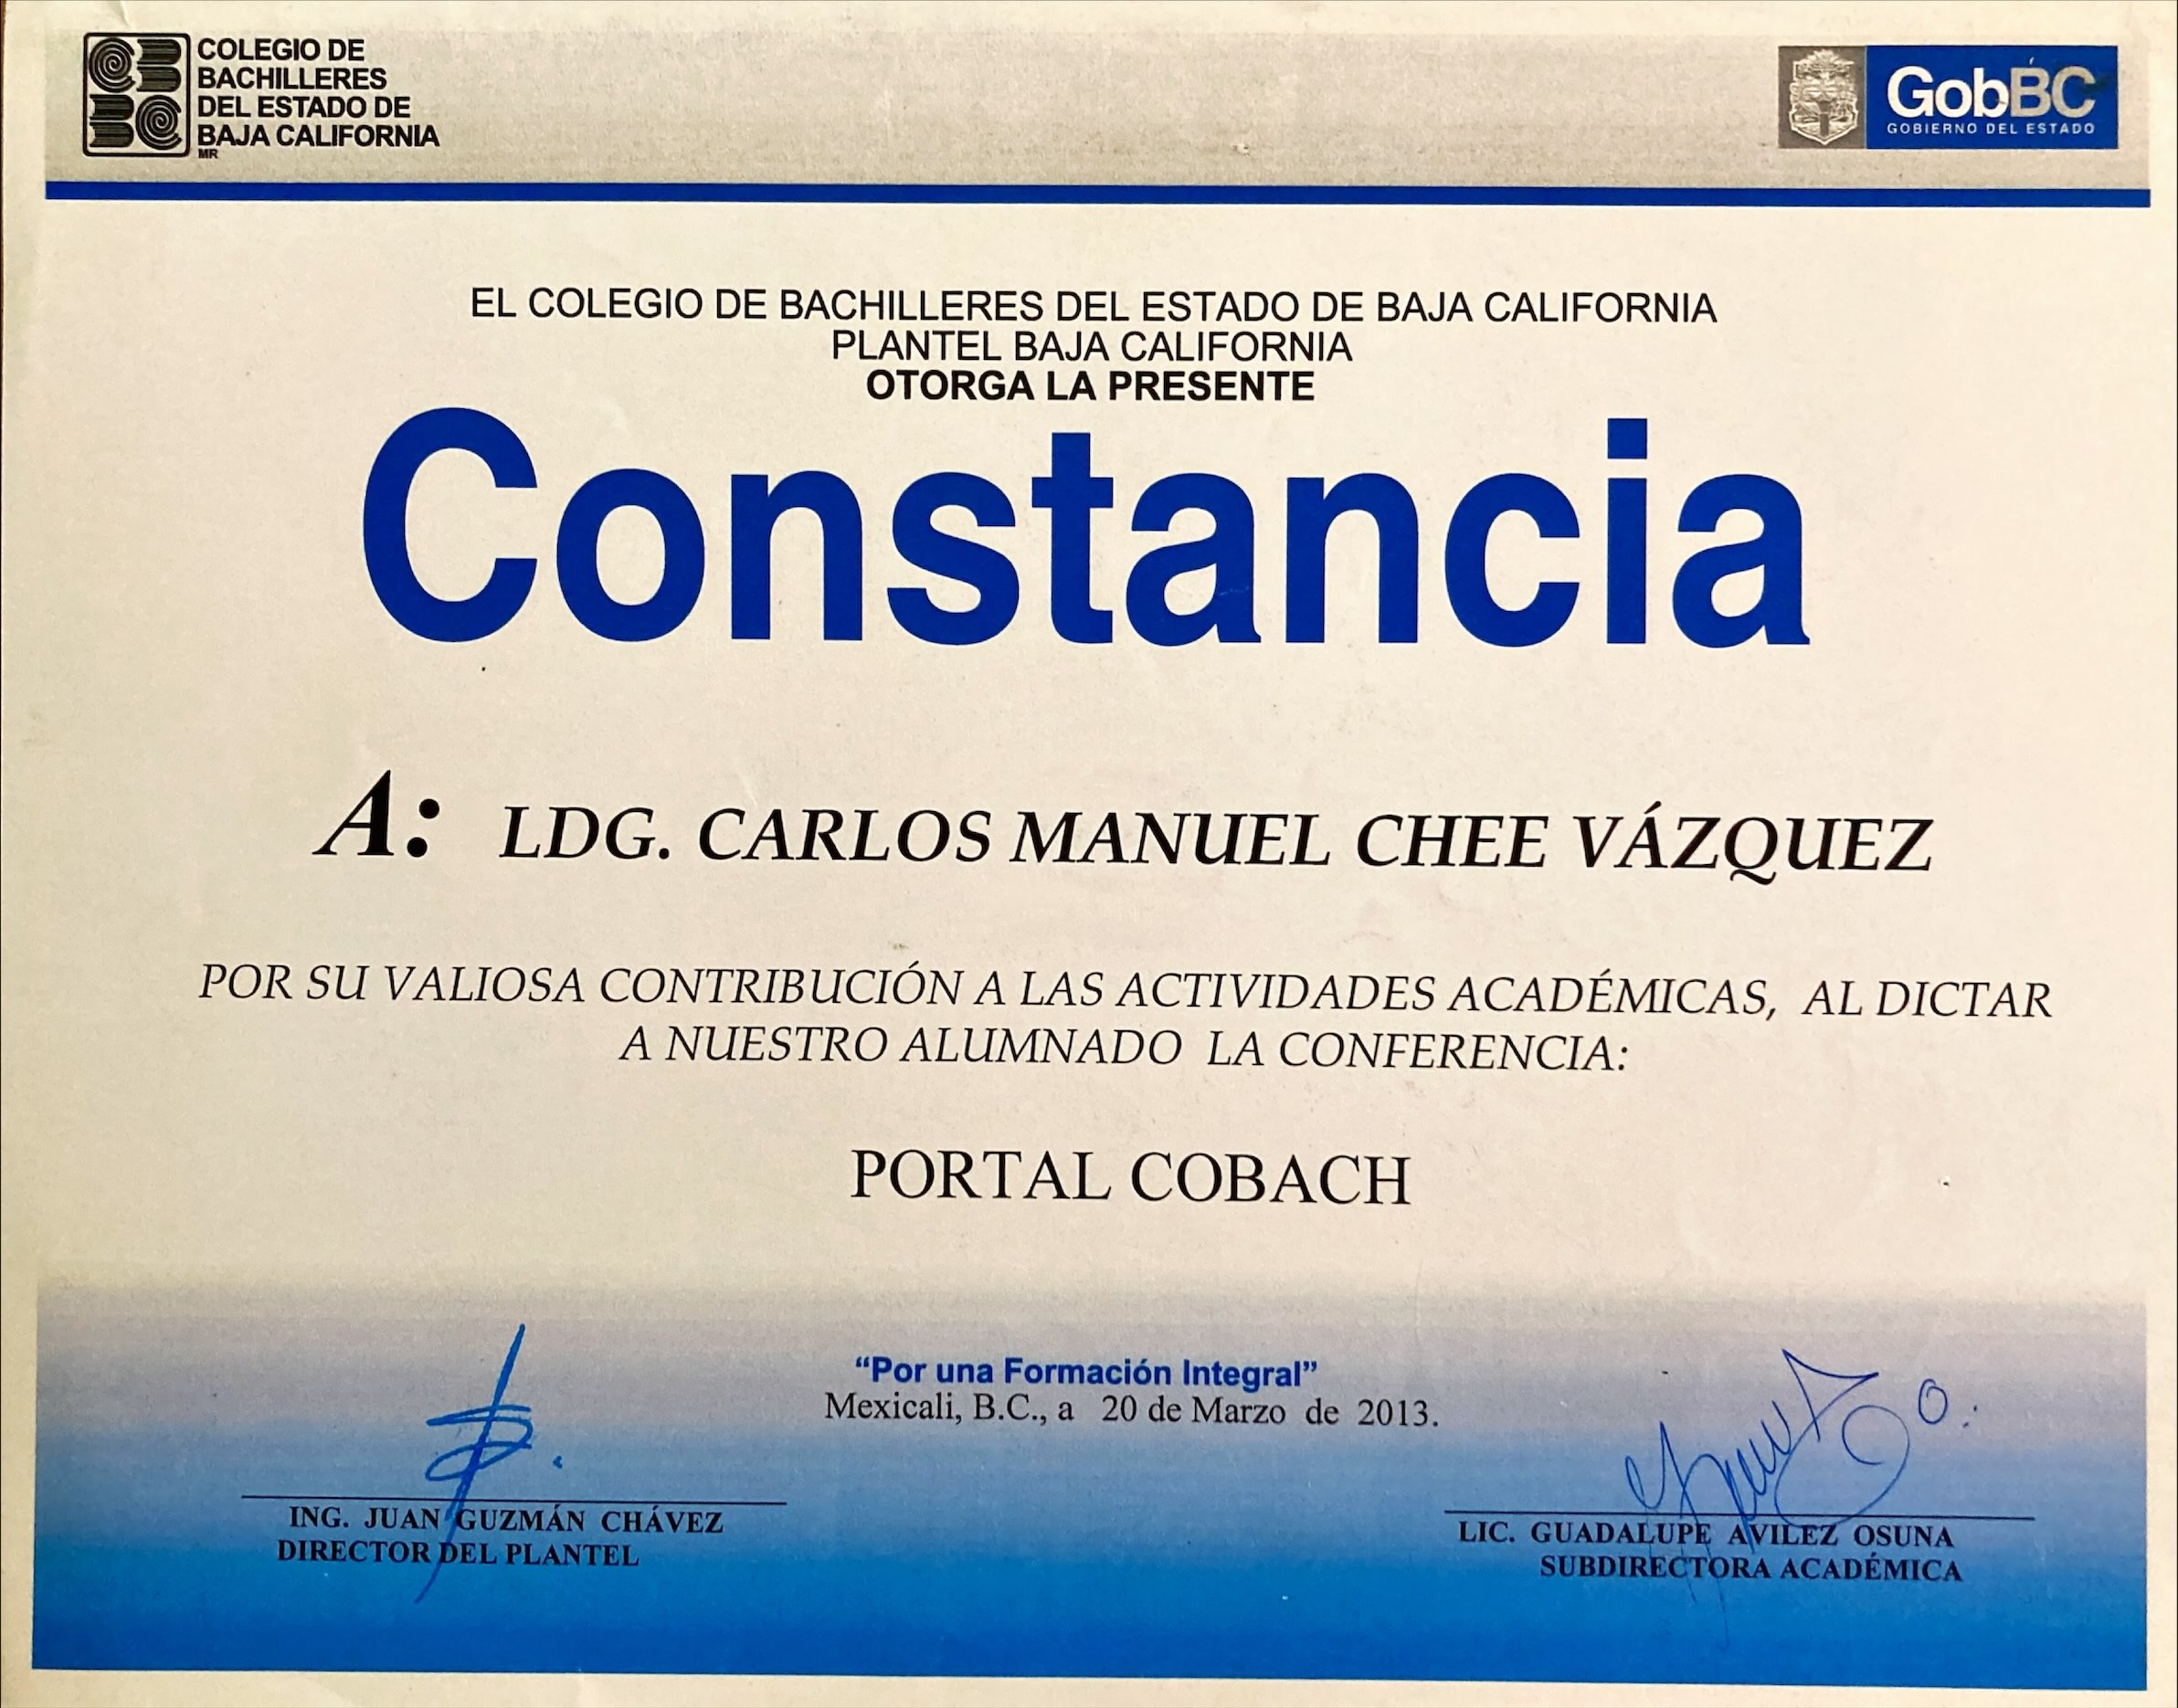 COLEGIO DE
BACHILLERES
DEL ESTADO DE
BAJA CALIFORNIA
MR
GobBC
GOBIERNO DEL ESTADO
EL COLEGIO DE BACHILLERES DEL ESTADO DE BAJA CALIFORNIA
PLANTEL BAJA CALIFORNIA
OTORGA LA PRESENTE
Constancia
A: LDG. CARLOS MANUEL CHEE VÁZQUEZ
POR SU VALIOSA CONTRIBUCIÓN A LAS ACTIVIDADES ACADÉMICAS, AL DICTAR
A NUESTRO ALUMNADO LA CONFERENCIA:
PORTAL COBACH
“Por una Formación Integral”
Mexicali, B.C., a 20 de Marzo de 2013.
ING. JUAN GUZMÁN CHÁVEZ
DIRECTOR DEL PLANTEL
LIC. GUADALUPE AVILEZ OSUNA
SUBDIRECTORA ACADÉMICA